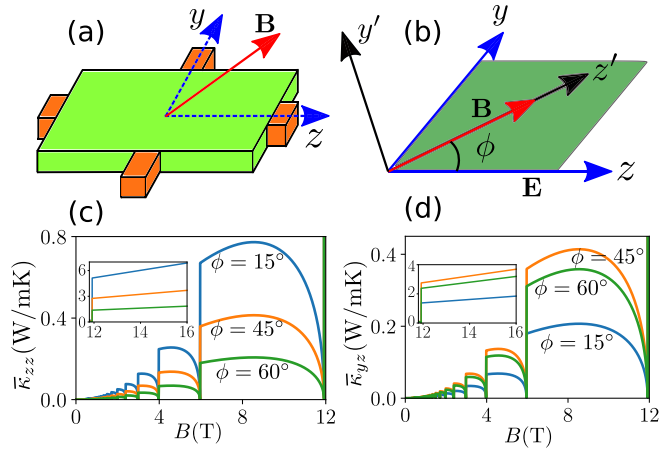 (a)
y
B
z
(b)
y′
y
z′
B
ϕ
z
E
(c)
κ̄zz(W/mK)
0.8
0.4
0.0
6
3
0
12 14 16
ϕ = 15°
ϕ = 45°
ϕ = 60°
0 4 8 12
B(T)
(d)
κ̄yz(W/mK)
0.4
0.2
0.0
4
2
0
12 14 16
ϕ = 45°
ϕ = 60°
ϕ = 15°
0 4 8 12
B(T)